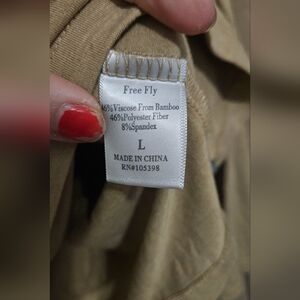 Free Fly
46%Viscose From Bamboo
46%Polyester Fiber
8%Spandex
L
MADE IN CHINA
RN#105398